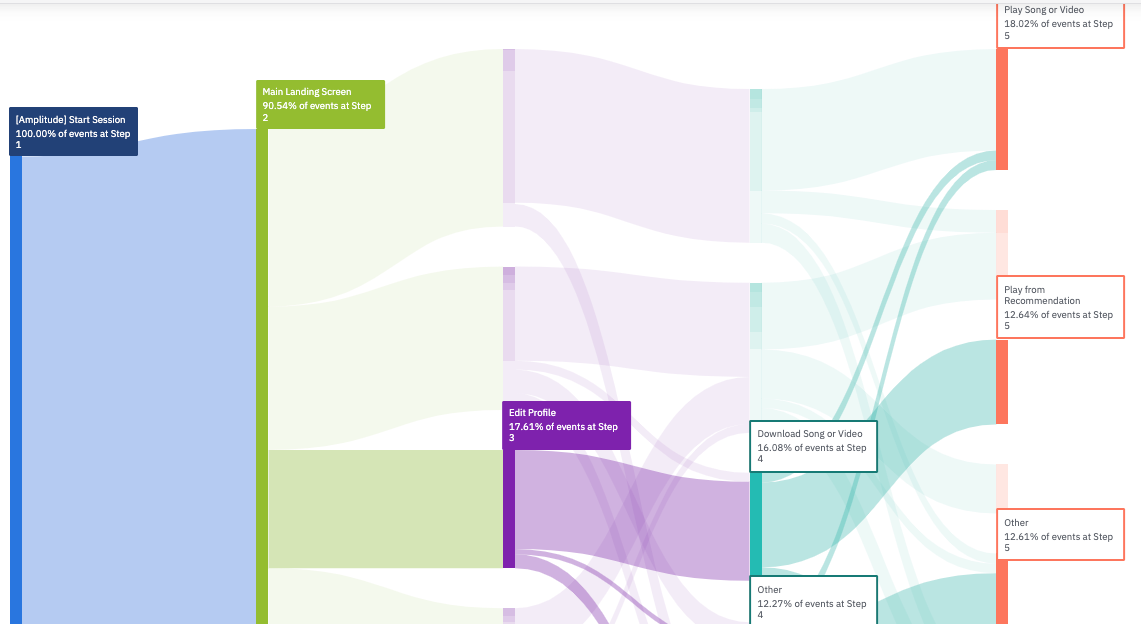 [Amplitude] Start Session
100.00% of events at Step
1
Main Landing Screen
90.54% of events at Step
2
Edit Profile
17.61% of events at Step
3
Download Song or Video
16.08% of events at Step
4
Other
12.27% of events at Step
4
Play Song or Video
18.02% of events at Step
5
Play from
Recommendation
12.64% of events at Step
5
Other
12.61% of events at Step
5